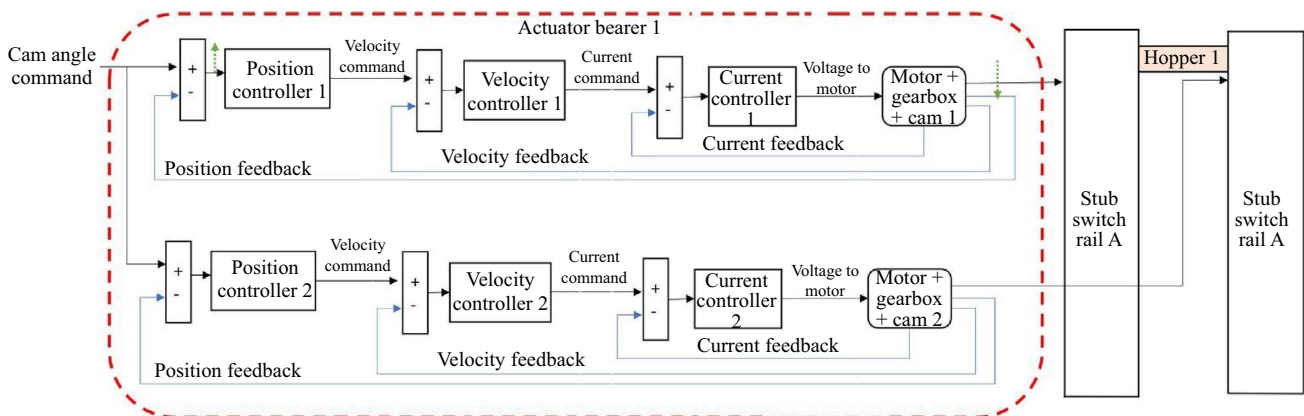 Actuator bearer 1
Cam angle
command
+
-
Position
controller 1
Velocity
command
+
-
Velocity
controller 1
Current
command
+
-
Current
controller
1
Voltage to
motor
Motor +
gearbox
+ cam 1
Current feedback
Velocity feedback
Position feedback
Hopper 1
Stub
switch
rail A
Stub
switch
rail A
+
-
Position
controller 2
Velocity
command
+
-
Velocity
controller 2
Current
command
+
-
Current
controller
2
Voltage to
motor
Motor +
gearbox
+ cam 2
Current feedback
Velocity feedback
Position feedback